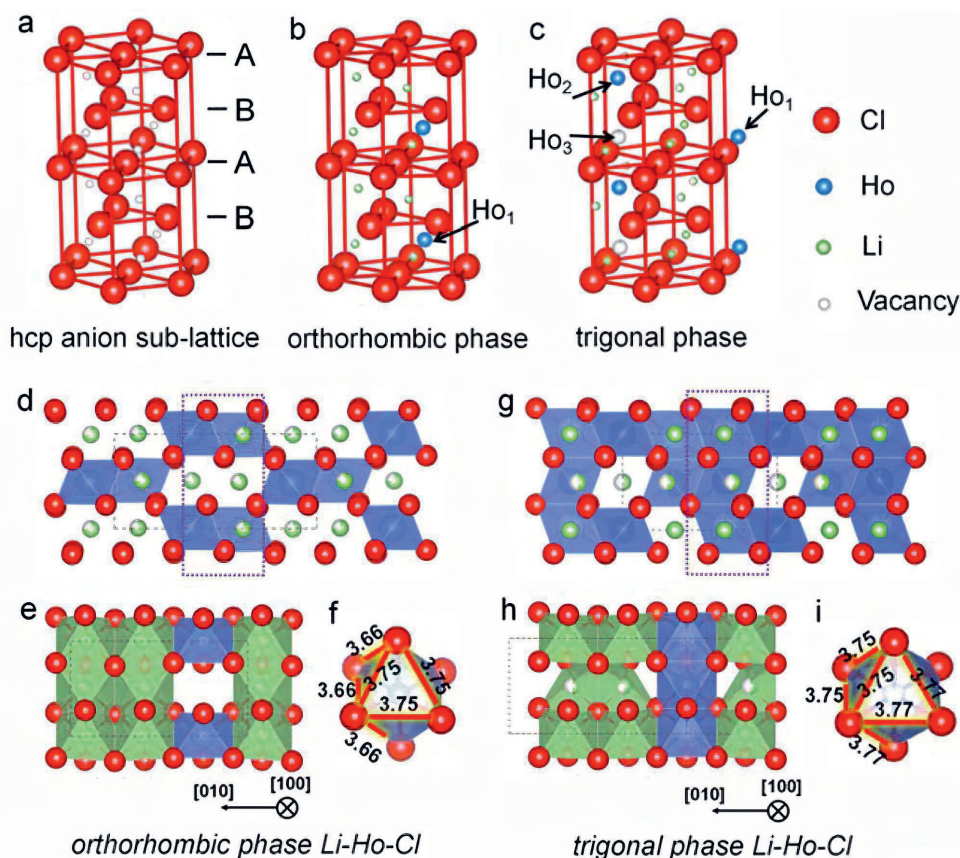 a
A
B
A
B
hcp anion sub-lattice
b
Ho1
orthorhombic phase
c
Ho2
Ho1
Ho3
trigonal phase
Cl
Ho
Li
Vacancy
d
g
e
f
3.66
3.75
3.75
3.66
3.75
3.66
[010]
[100]
h
i
3.75
3.75
3.77
3.75
3.77
3.77
[010]
[100]
orthorhombic phase Li-Ho-Cl
trigonal phase Li-Ho-Cl